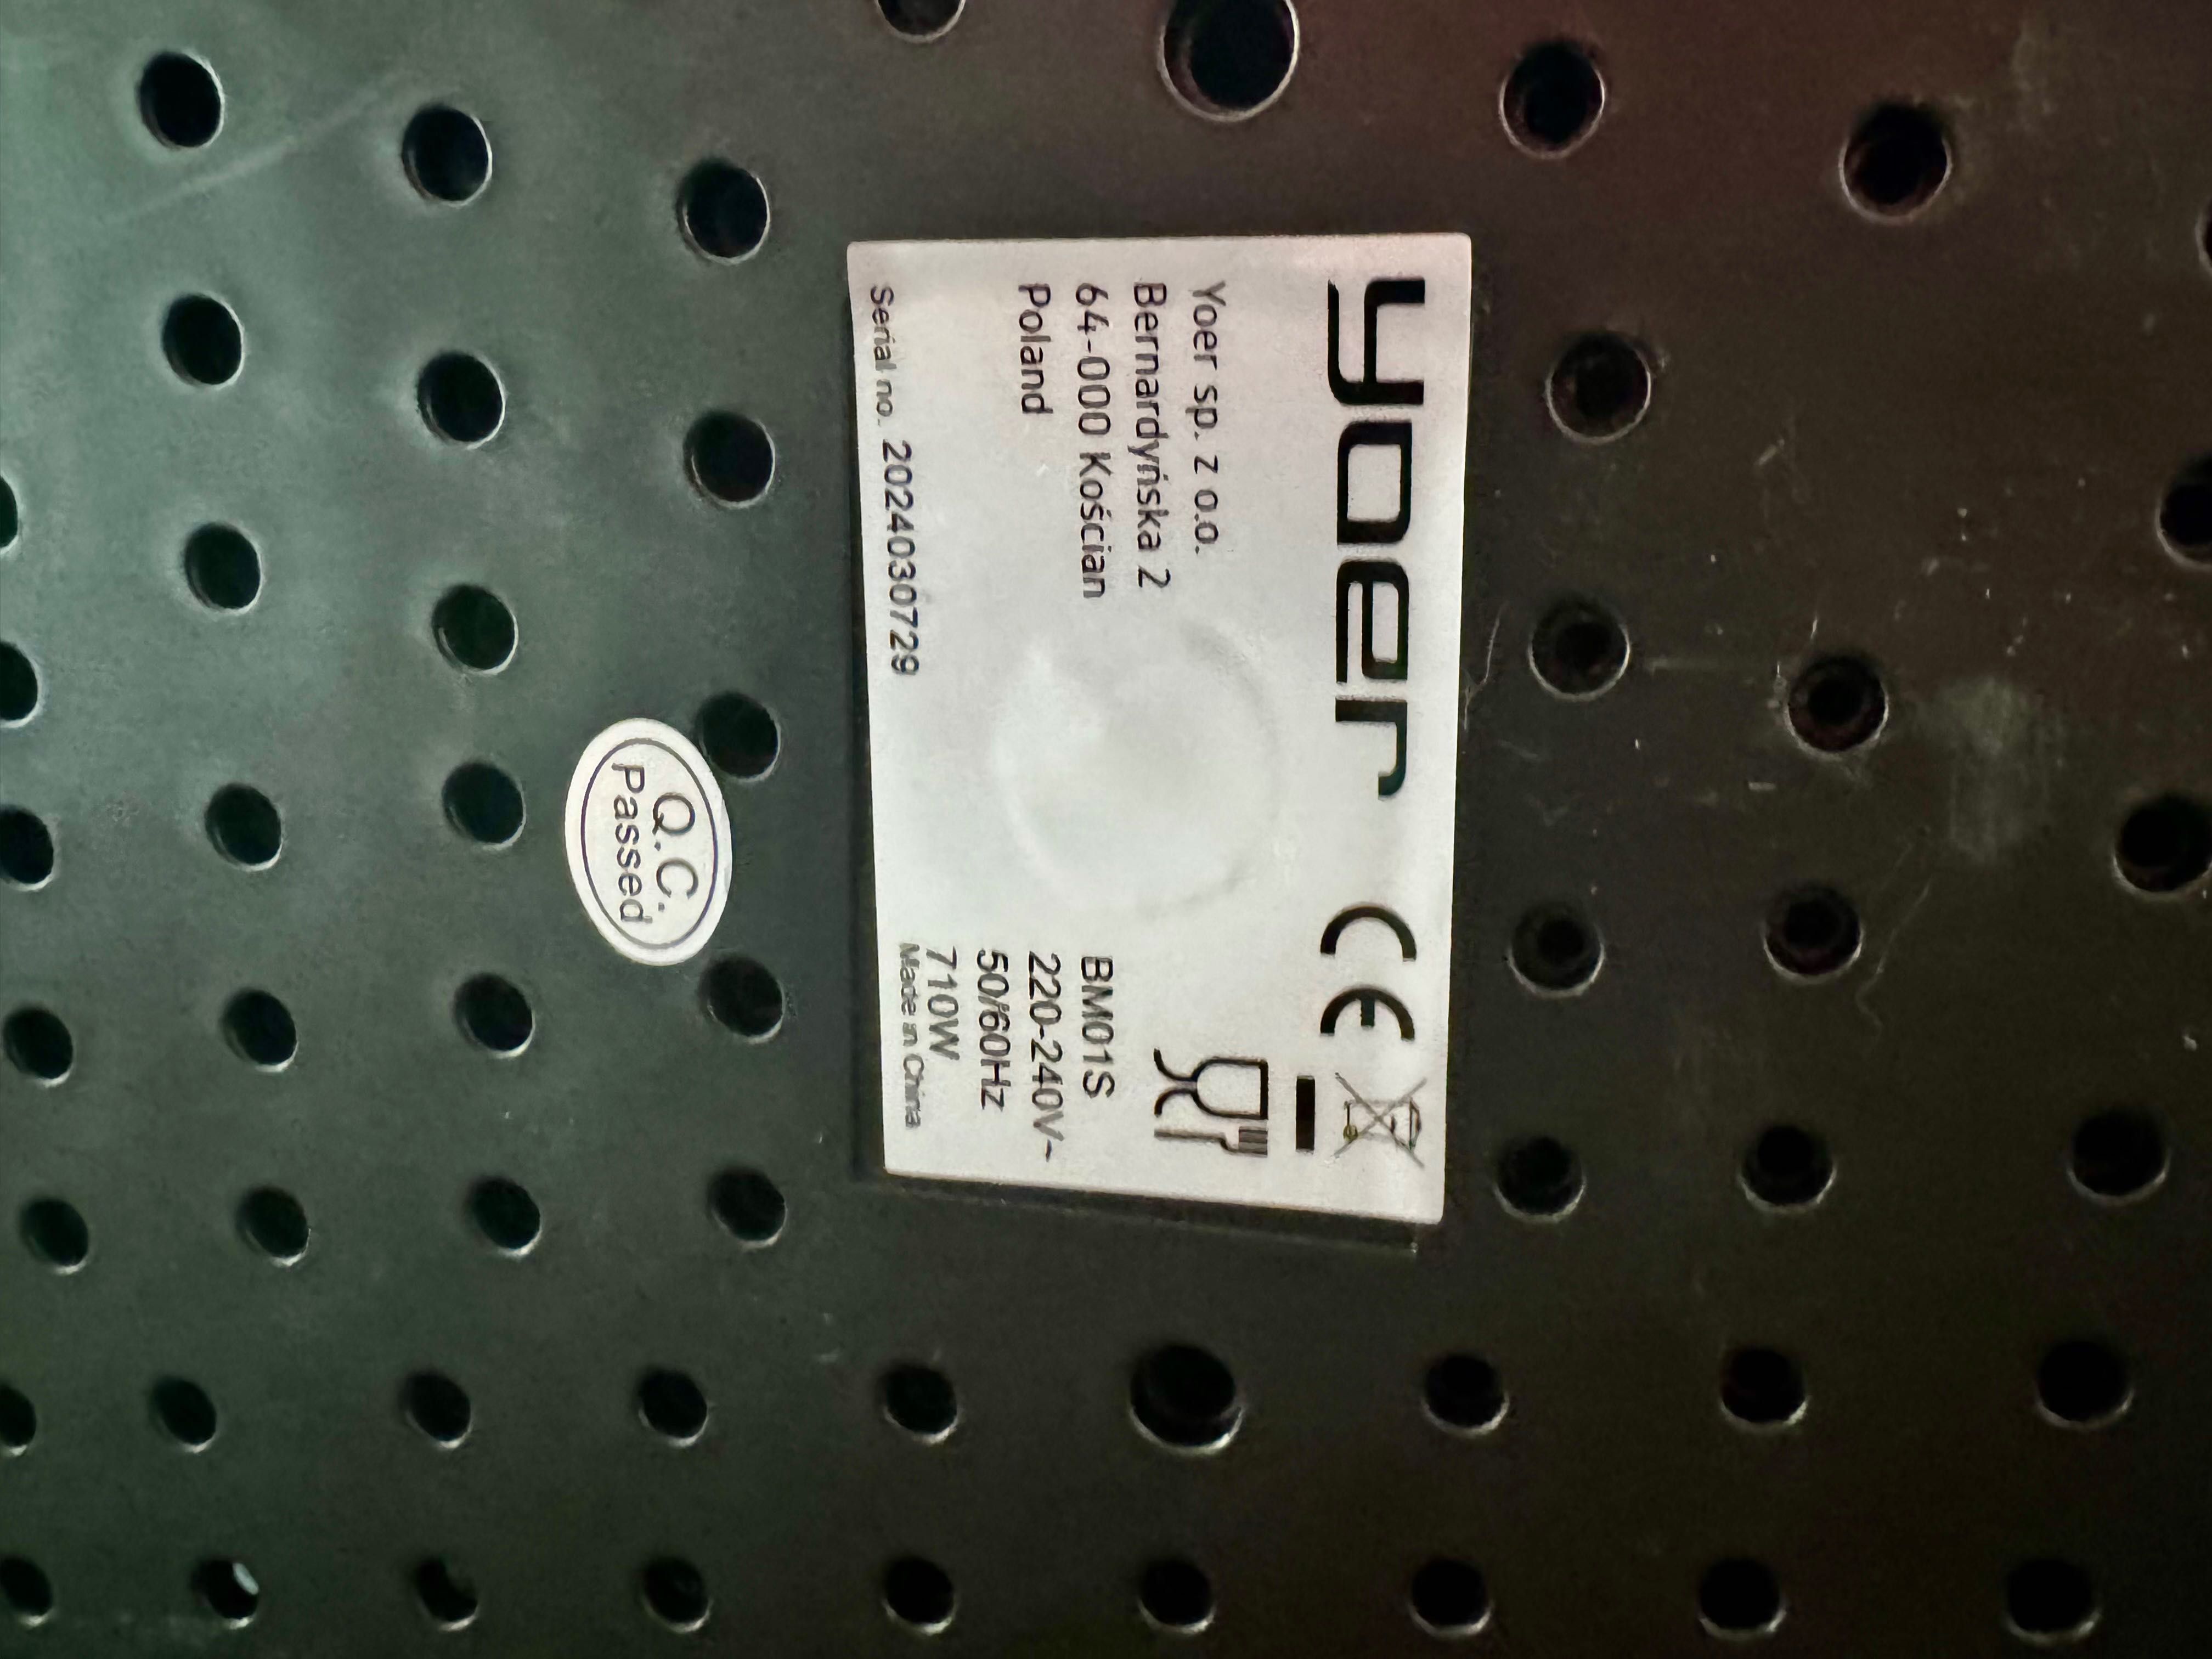 yoer
Yoer sp. z o.o.
Bernardyńska 2
64-000 Kościan
Poland
Serial no. 2024030729
CE
BM01S
220-240V~
50/60Hz
710W
Made in China
Q.C.
Passed